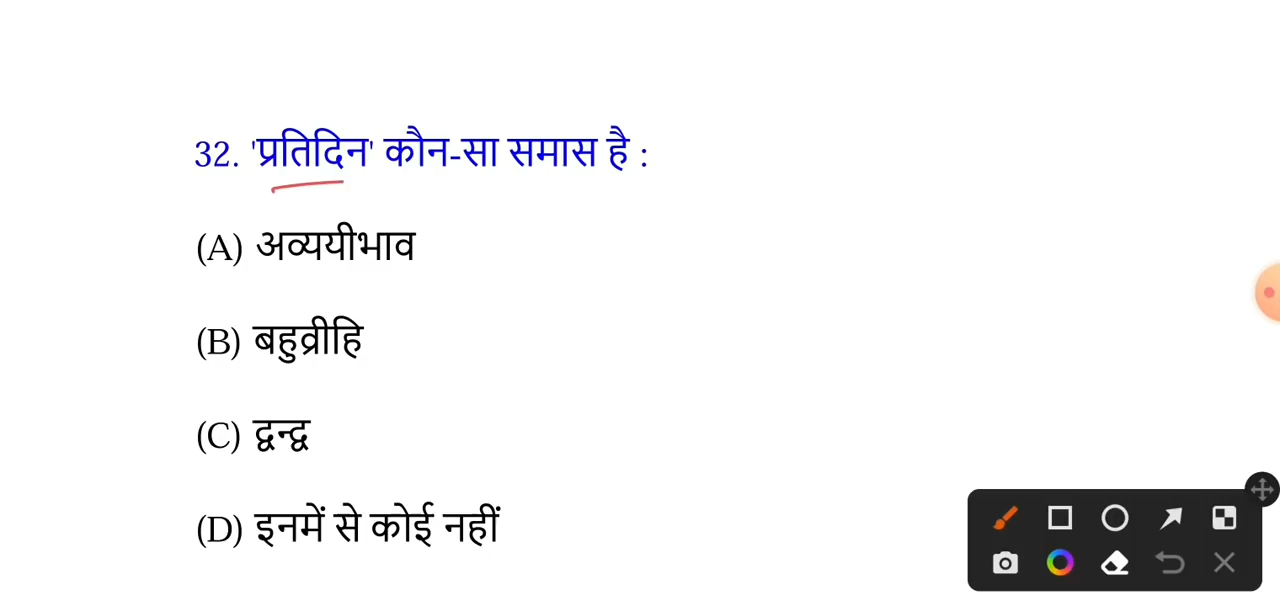 32. 'प्रतिदिन' कौन-सा समास है :
(A) अव्ययीभाव
(B) बहुव्रीहि
(C) द्वन्द्व
(D) इनमें से कोई नहीं